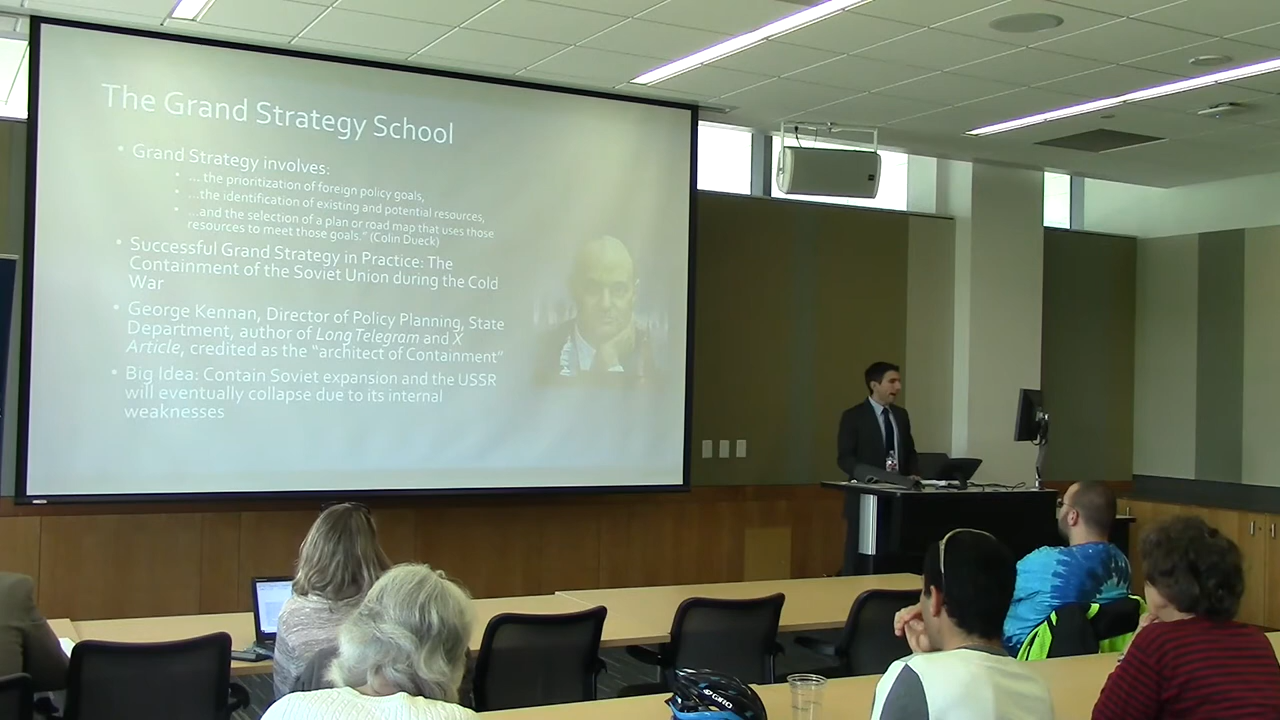 The Grand Strategy School
• Grand Strategy involves:
• …the prioritization of foreign policy goals,
• …the identification of existing and potential resources,
• …and the selection of a plan or road map that uses those
resources to meet those goals.” (Colin Dueck)
• Successful Grand Strategy in Practice: The
Containment of the Soviet Union during the Cold
War
• George Kennan, Director of Policy Planning, State
Department, author of Long Telegram and X
Article, credited as the “architect of Containment”
• Big Idea: Contain Soviet expansion and the USSR
will eventually collapse due to its internal
weaknesses
GIRO